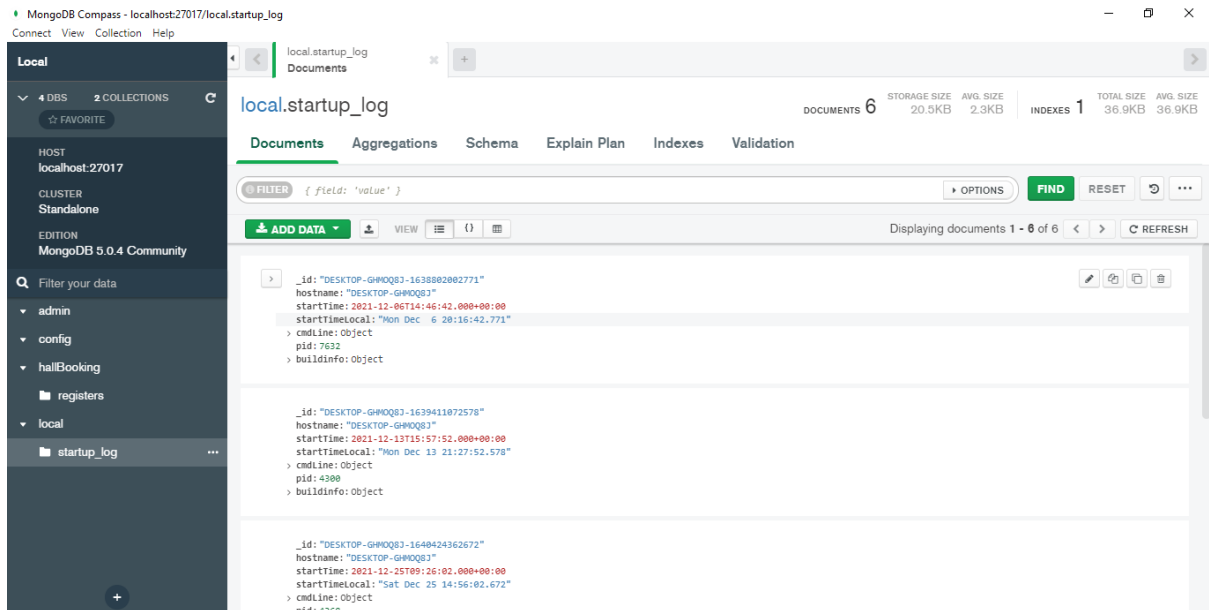 MongoDB Compass - localhost:27017/local.startup_log
Connect View Collection Help
Local
local.startup_log
Documents
4 DBS 2 COLLECTIONS
☆ FAVORITE
HOST
localhost:27017
CLUSTER
Standalone
EDITION
MongoDB 5.0.4 Community
Filter your data
admin
config
hallBooking
registers
local
startup_log
local.startup_log
DOCUMENTS 6 STORAGE SIZE 20.5KB AVG. SIZE 2.3KB INDEXES 1 TOTAL SIZE 36.9KB AVG. SIZE 36.9KB
Documents Aggregations Schema Explain Plan Indexes Validation
FILTER { field: 'value' } OPTIONS FIND RESET
ADD DATA VIEW {} Displaying documents 1 - 6 of 6 < > REFRESH
_id: "DESKTOP-GHMOQ8J-1638802002771"
hostname: "DESKTOP-GHMOQ8J"
startTime: 2021-12-06T14:46:42.000+00:00
startTimeLocal: "Mon Dec  6 20:16:42.771"
> cmdLine: Object
pid: 7632
> buildinfo: Object
_id: "DESKTOP-GHMOQ8J-1639411072578"
hostname: "DESKTOP-GHMOQ8J"
startTime: 2021-12-13T15:57:52.000+00:00
startTimeLocal: "Mon Dec 13 21:27:52.578"
> cmdLine: Object
pid: 4300
> buildinfo: Object
_id: "DESKTOP-GHMOQ8J-1640424362672"
hostname: "DESKTOP-GHMOQ8J"
startTime: 2021-12-25T09:26:02.000+00:00
startTimeLocal: "Sat Dec 25 14:56:02.672"
> cmdLine: Object